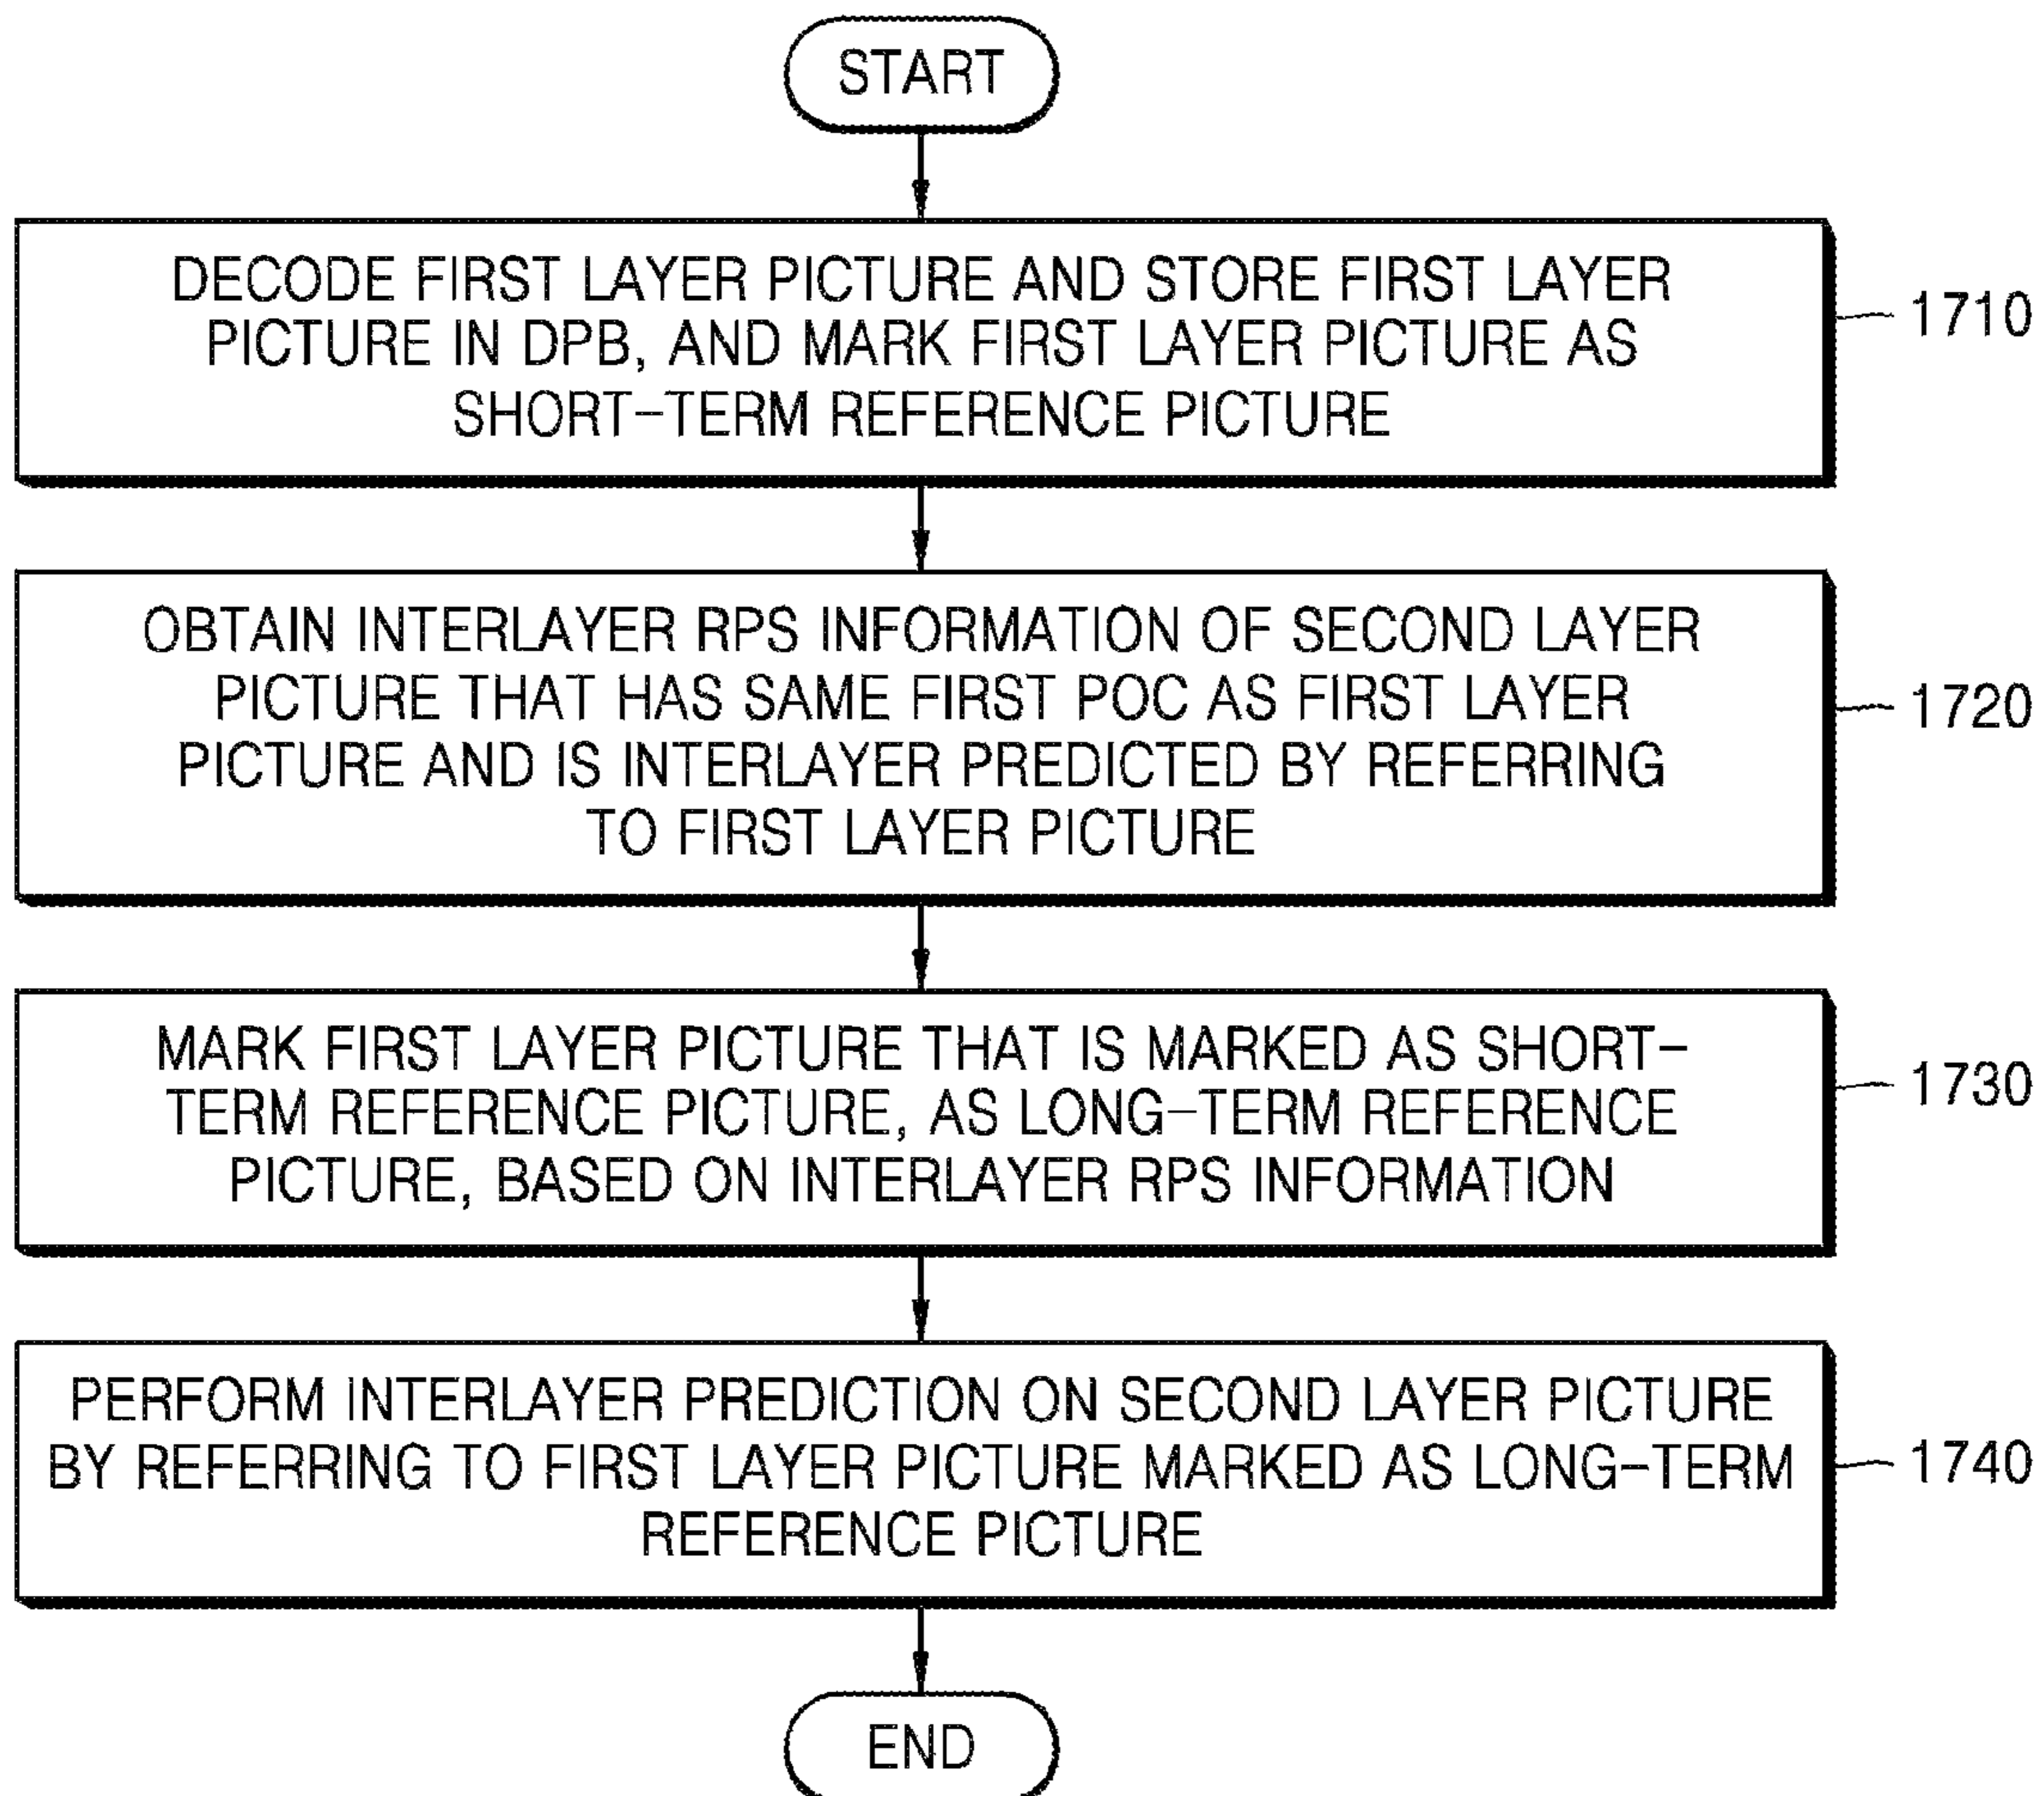 START
DECODE FIRST LAYER PICTURE AND STORE FIRST LAYER
PICTURE IN DPB, AND MARK FIRST LAYER PICTURE AS
SHORT-TERM REFERENCE PICTURE
1710
OBTAIN INTERLAYER RPS INFORMATION OF SECOND LAYER
PICTURE THAT HAS SAME FIRST POC AS FIRST LAYER
PICTURE AND IS INTERLAYER PREDICTED BY REFERRING
TO FIRST LAYER PICTURE
1720
MARK FIRST LAYER PICTURE THAT IS MARKED AS SHORT-
TERM REFERENCE PICTURE, AS LONG-TERM REFERENCE
PICTURE, BASED ON INTERLAYER RPS INFORMATION
1730
PERFORM INTERLAYER PREDICTION ON SECOND LAYER PICTURE
BY REFERRING TO FIRST LAYER PICTURE MARKED AS LONG-TERM
REFERENCE PICTURE
1740
END